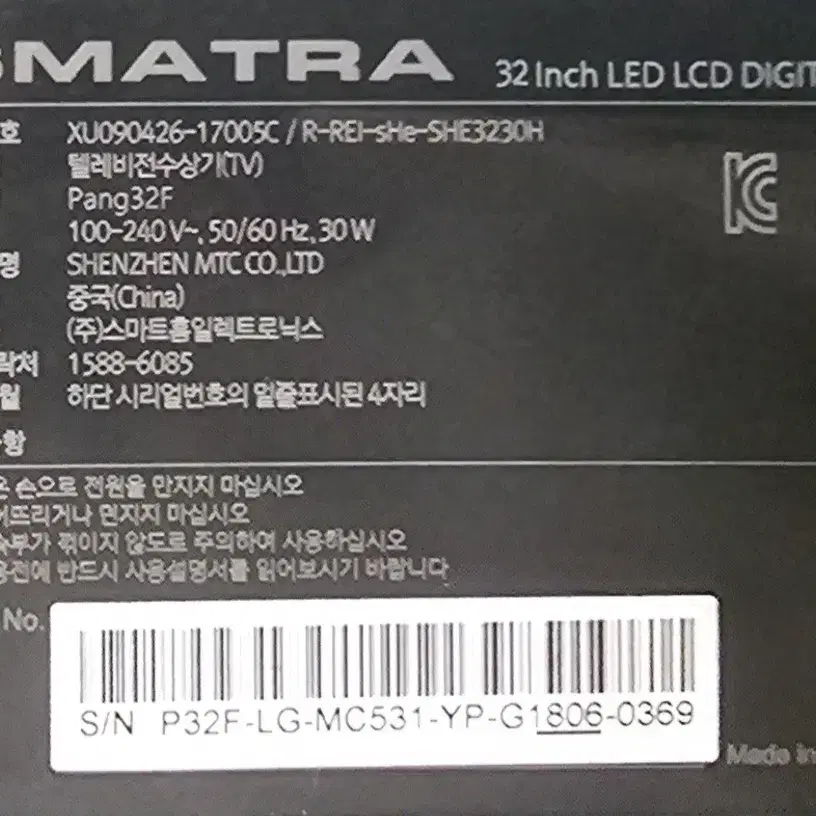 SMATRA 32 Inch LED LCD DIGIT
호 XU090426-17005C / R-REI-sHe-SHE3230H
텔레비전수상기(TV)
Pang32F
100-240 V~, 50/60 Hz, 30 W
명 SHENZHEN MTC CO.,LTD
중국(China)
(주)스마트홈일렉트로닉스
락처 1588-6085
월 하단 시리얼번호의 밑줄표시된 4자리
항
은 손으로 전원을 만지지 마십시오
어뜨리거나 던지지 마십시오
속부가 꺾이지 않도록 주의하여 사용하십시오
용전에 반드시 사용설명서를 읽어보시기 바랍니다
No.
S/N P32F-LG-MC531-YP-G1806-0369
Made in